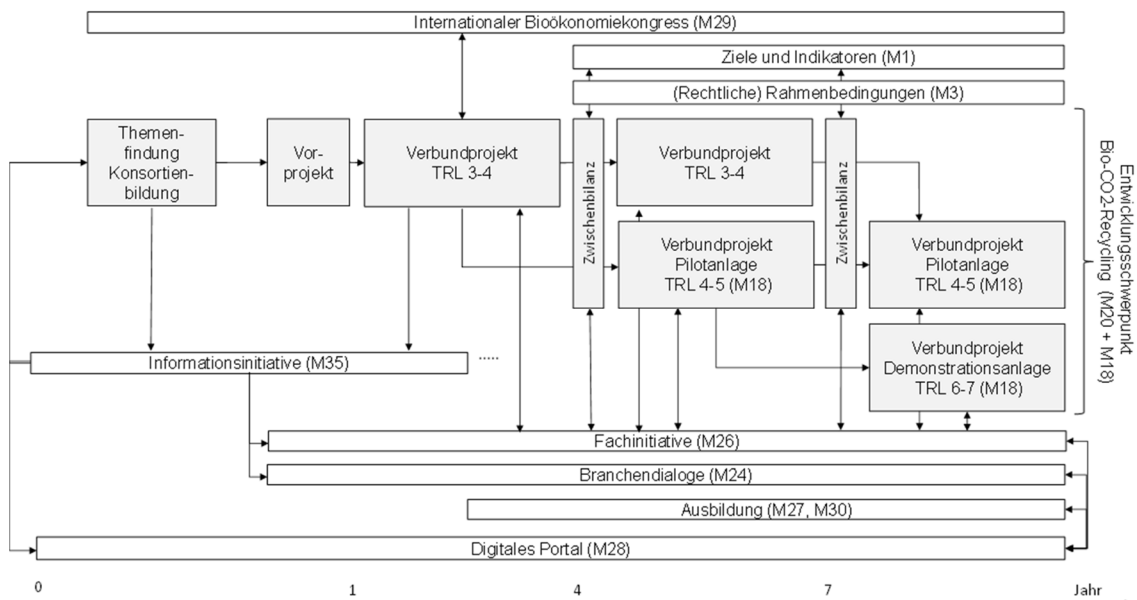 Internationaler Bioökonomiekongress (M29)
Ziele und Indikatoren (M1)
(Rechtliche) Rahmenbedingungen (M3)
Themen-
findung
Konsortien-
bildung
Vor-
projekt
Verbundprojekt
TRL 3-4
Zwischenbilanz
Verbundprojekt
TRL 3-4
Verbundprojekt
Pilotanlage
TRL 4-5 (M18)
Zwischenbilanz
Verbundprojekt
Pilotanlage
TRL 4-5 (M18)
Verbundprojekt
Demonstrationsanlage
TRL 6-7 (M18)
Entwicklungsschwerpunkt
Bio-CO2-Recycling (M20 + M18)
Informationsinitiative (M35)
.....
Fachinitiative (M26)
Branchendialoge (M24)
Ausbildung (M27, M30)
Digitales Portal (M28)
0 1 4 7 Jahr